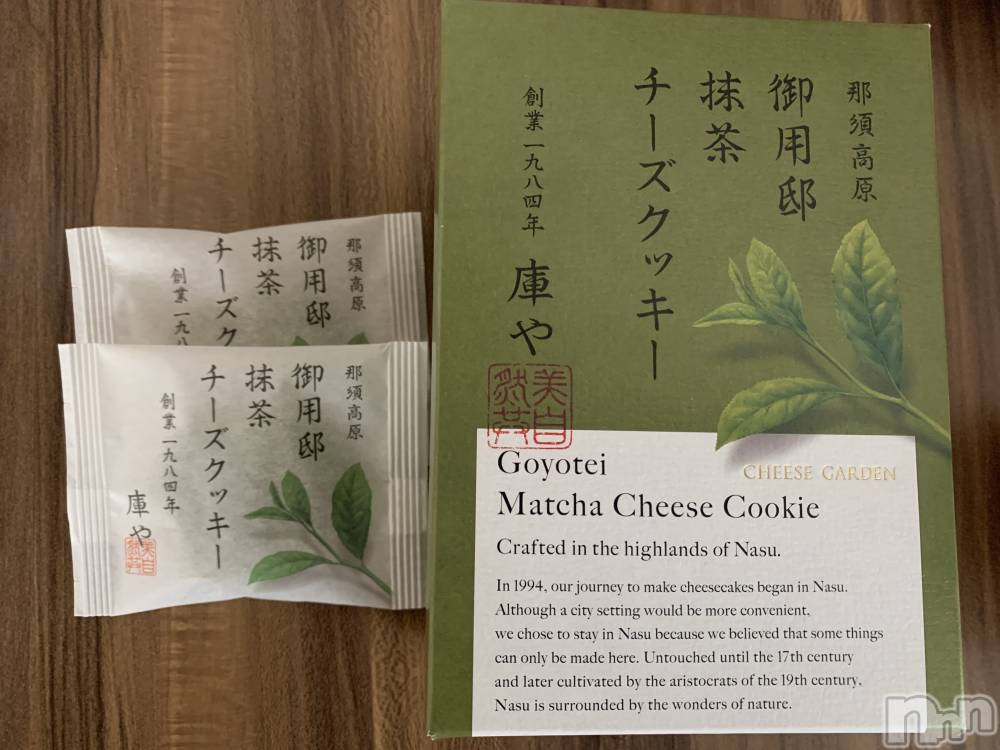 那須高原
御用邸
抹茶
チーズクッキー
創業一九八四年
庫や
美自然英
Goyotei
CHEESE GARDEN
Matcha Cheese Cookie
Crafted in the highlands of Nasu.
In 1994, our journey to make cheesecakes began in Nasu.
Although a city setting would be more convenient,
we chose to stay in Nasu because we believed that some things
can only be made here. Untouched until the 17th century
and later cultivated by the aristocrats of the 19th century,
Nasu is surrounded by the wonders of nature.
那須高原
御用邸
抹茶
チーズク
創業一九八
那須高原
御用邸
抹茶
チーズクッキー
創業一九八四年
庫や
nnn